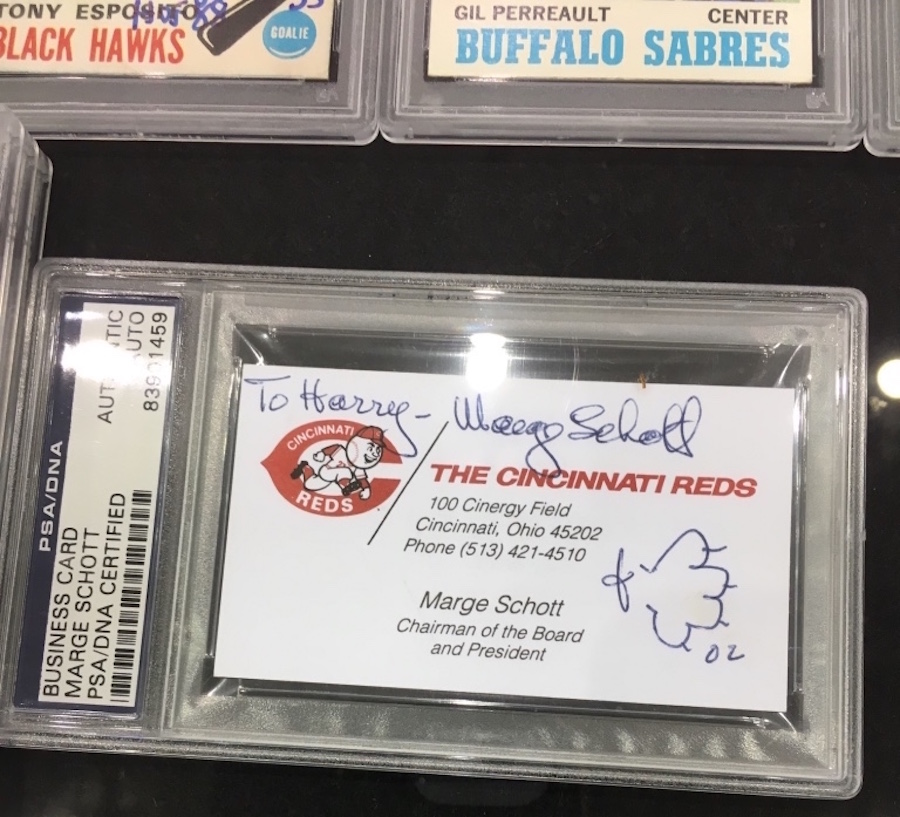 TONY ESPOSITO
BLACK HAWKS
GOALIE
GIL PERREAULT CENTER
BUFFALO SABRES
PSA/DNA
BUSINESS CARD
MARGE SCHOTT
PSA/DNA CERTIFIED
To Harry- Marge Schott
CINCINNATI
REDS
THE CINCINNATI REDS
100 Cinergy Field
Cincinnati, Ohio 45202
Phone (513) 421-4510
Marge Schott
Chairman of the Board
and President
02